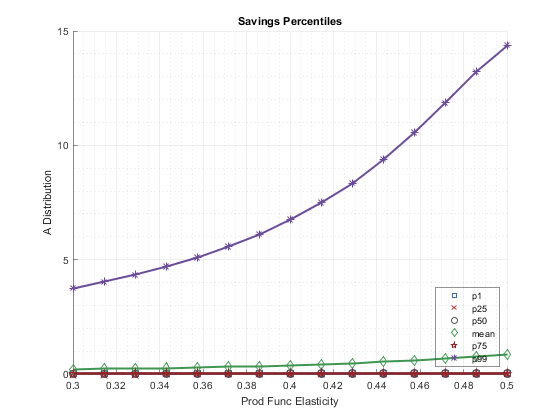 Savings Percentiles
15
10
5
0
A Distribution
p1
p25
p50
mean
p75
p99
0.3 0.32 0.34 0.36 0.38 0.4 0.42 0.44 0.46 0.48 0.5
Prod Func Elasticity